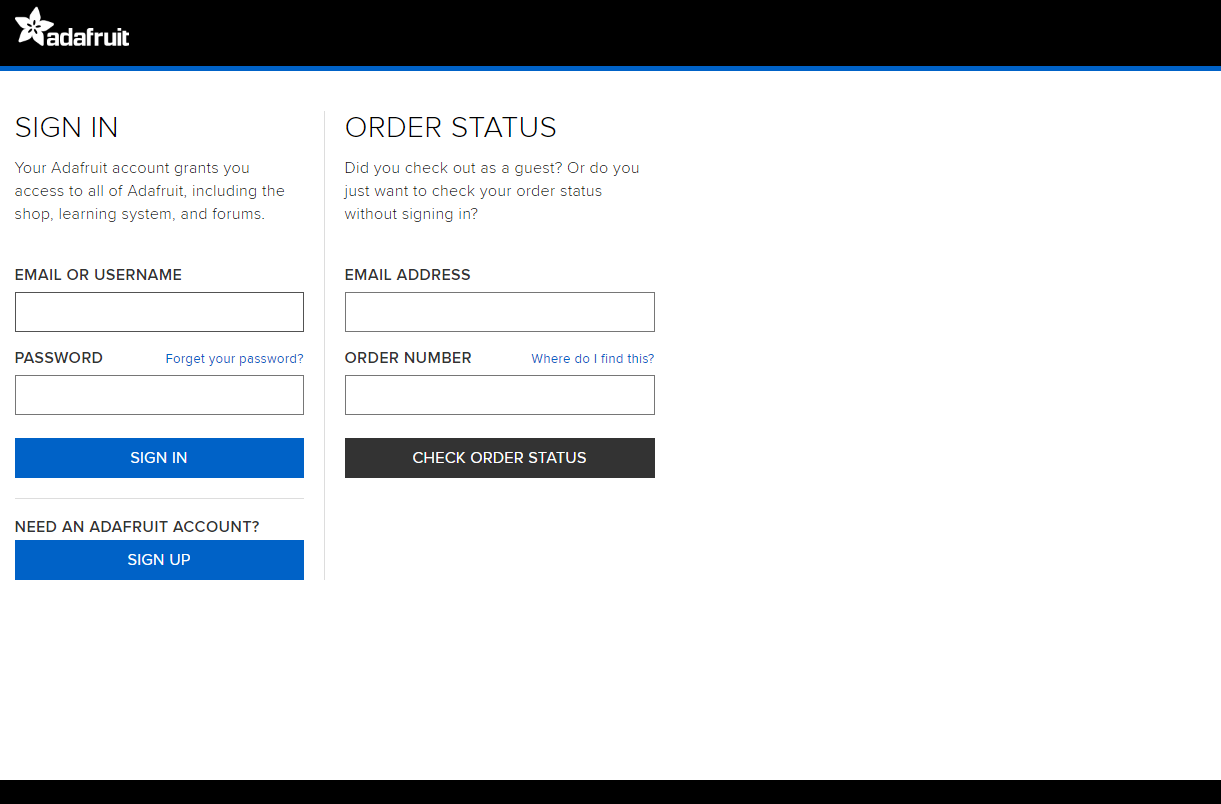 adafruit
SIGN IN
Your Adafruit account grants you
access to all of Adafruit, including the
shop, learning system, and forums.
EMAIL OR USERNAME
PASSWORD
Forget your password?
SIGN IN
NEED AN ADAFRUIT ACCOUNT?
SIGN UP
ORDER STATUS
Did you check out as a guest? Or do you
just want to check your order status
without signing in?
EMAIL ADDRESS
ORDER NUMBER
Where do I find this?
CHECK ORDER STATUS